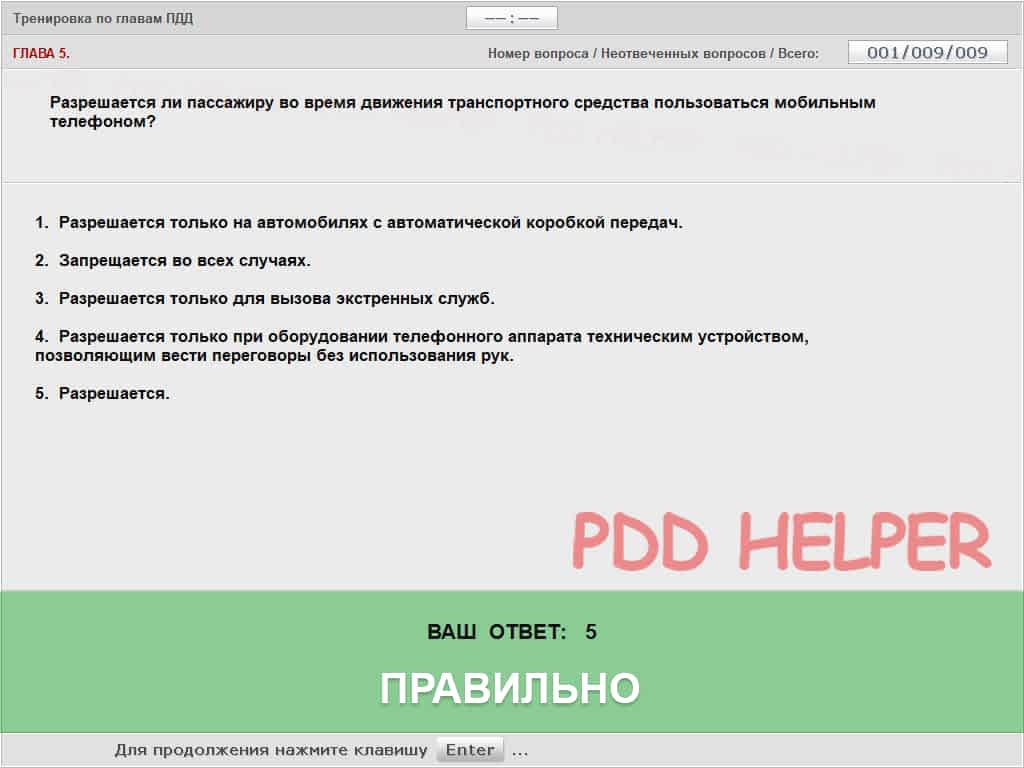 Тренировка по главам ПДД
—— : ——
ГЛАВА 5.
Номер вопроса / Неотвеченных вопросов / Всего:
001/009/009
Разрешается ли пассажиру во время движения транспортного средства пользоваться мобильным
телефоном?
1. Разрешается только на автомобилях с автоматической коробкой передач.
2. Запрещается во всех случаях.
3. Разрешается только для вызова экстренных служб.
4. Разрешается только при оборудовании телефонного аппарата техническим устройством,
позволяющим вести переговоры без использования рук.
5. Разрешается.
PDD HELPER
ВАШ ОТВЕТ: 5
ПРАВИЛЬНО
Для продолжения нажмите клавишу Enter ...